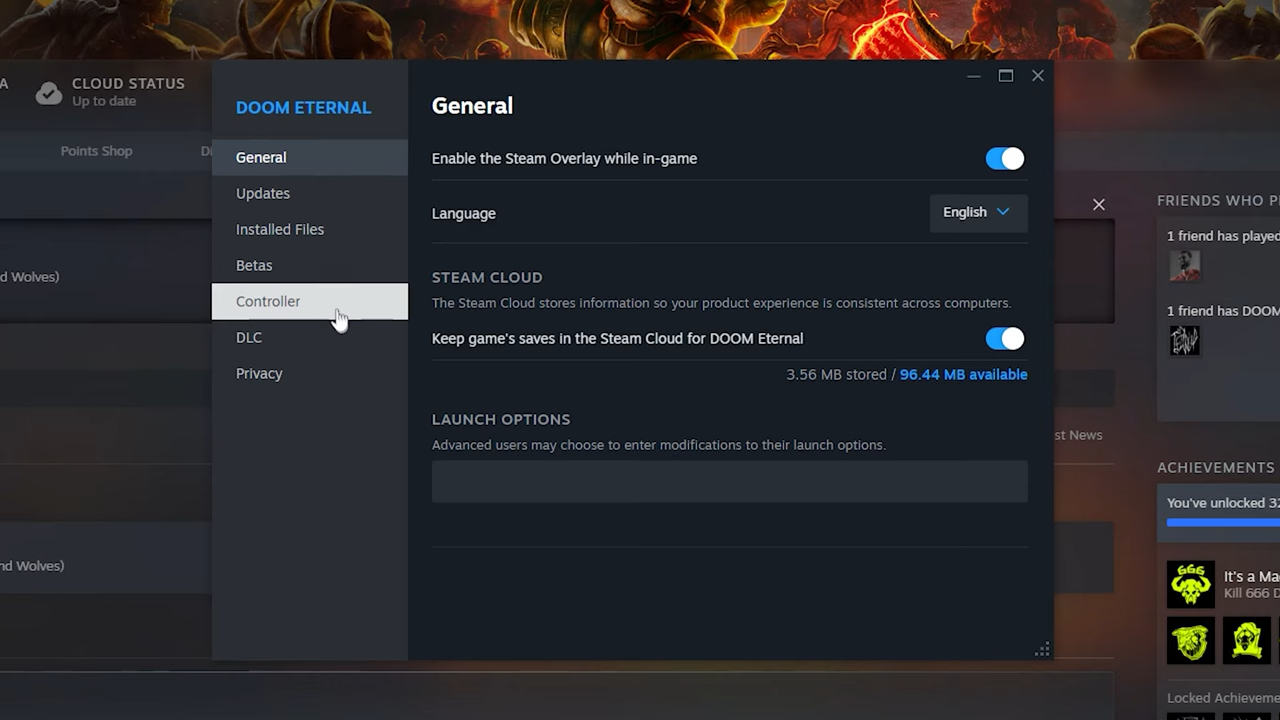 A
CLOUD STATUS
Up to date
Points Shop
nd Wolves)
nd Wolves)
DOOM ETERNAL
General
Updates
Installed Files
Betas
Controller
DLC
Privacy
General
Enable the Steam Overlay while in-game
Language
English
STEAM CLOUD
The Steam Cloud stores information so your product experience is consistent across computers.
Keep game's saves in the Steam Cloud for DOOM Eternal
3.56 MB stored / 96.44 MB available
LAUNCH OPTIONS
Advanced users may choose to enter modifications to their launch options.
FRIENDS WHO P
1 friend has played
1 friend has DOOM
st News
ACHIEVEMENTS
You've unlocked 32
666
It's a Ma
Kill 666 D
Locked Achieveme